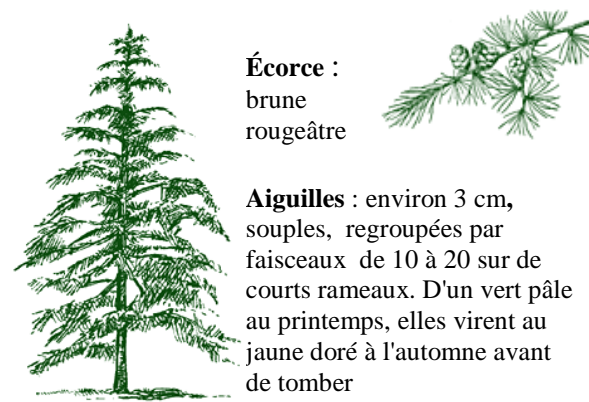 Écorce :
brune
rougeâtre
Aiguilles : environ 3 cm,
souples, regroupées par
faisceaux de 10 à 20 sur de
courts rameaux. D'un vert pâle
au printemps, elles virent au
jaune doré à l'automne avant
de tomber